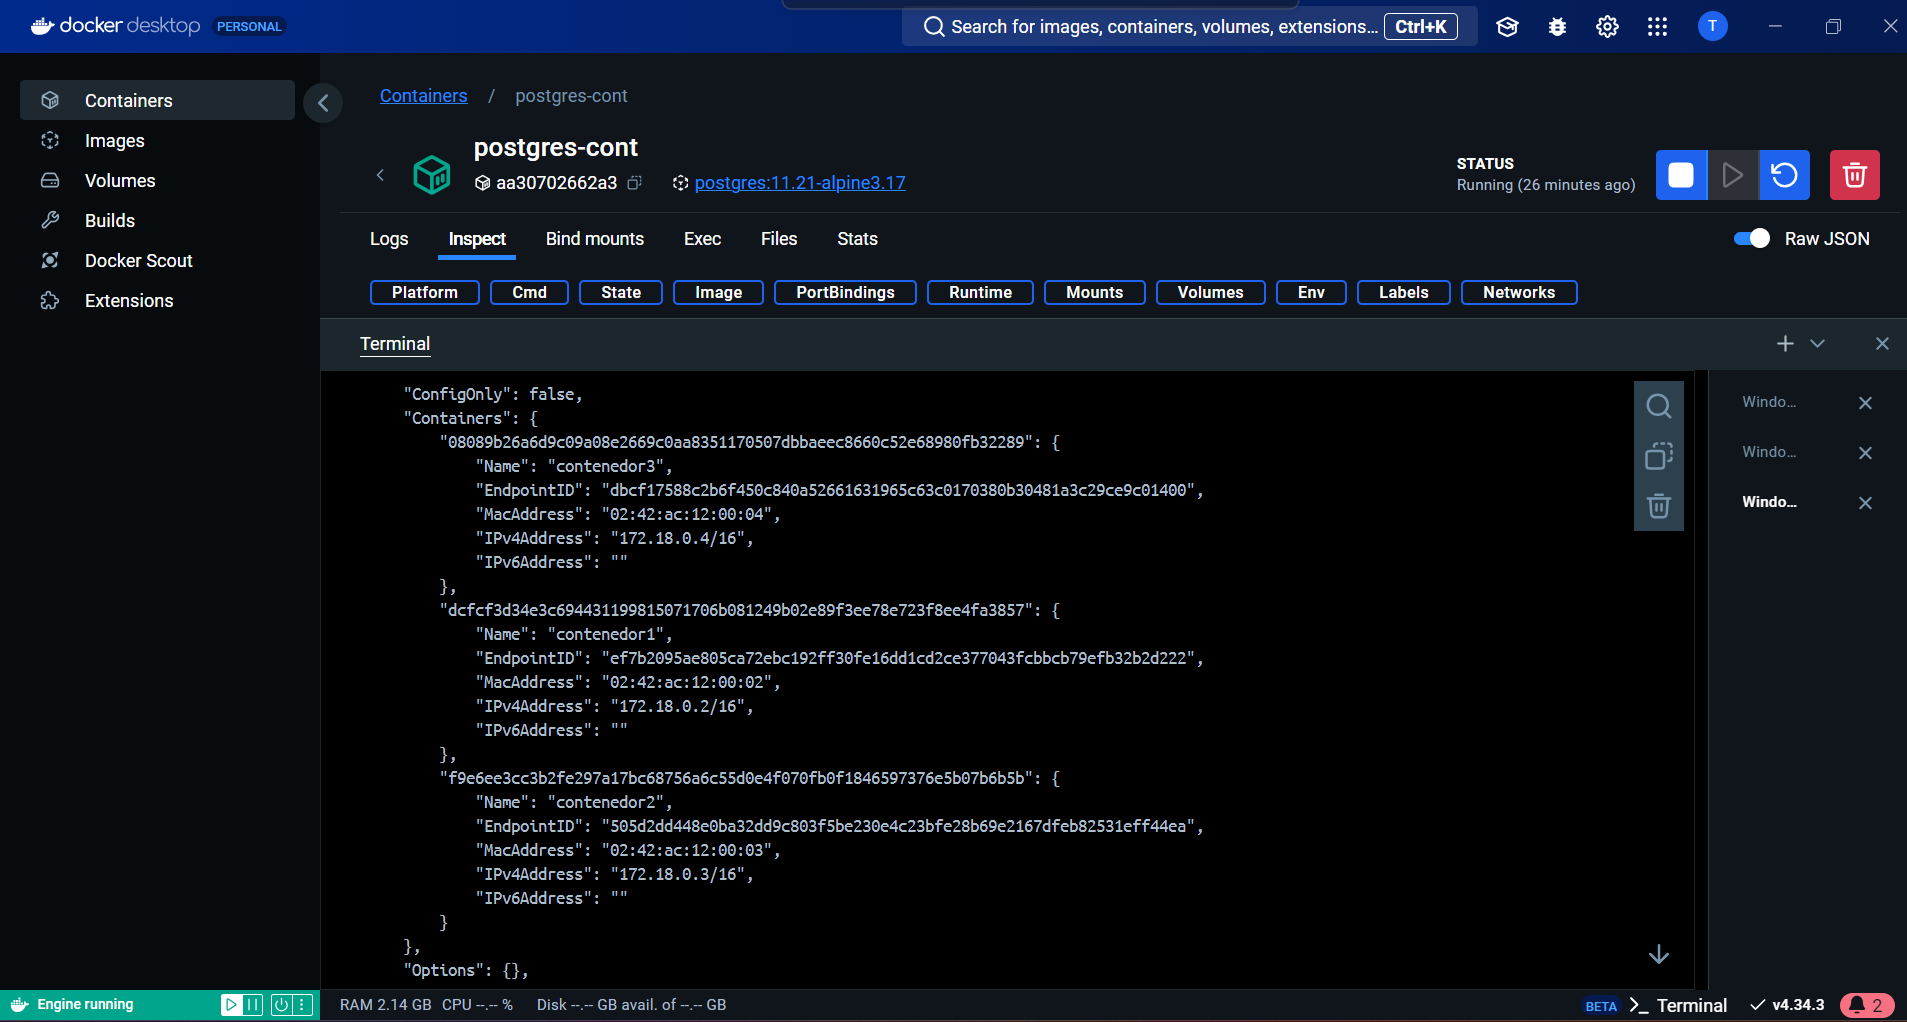 docker desktop PERSONAL
Search for images, containers, volumes, extensions... Ctrl+K
T
Containers
Images
Volumes
Builds
Docker Scout
Extensions
Containers / postgres-cont
postgres-cont
aa30702662a3 postgres:11.21-alpine3.17
STATUS
Running (26 minutes ago)
Logs Inspect Bind mounts Exec Files Stats
Raw JSON
Platform Cmd State Image PortBindings Runtime Mounts Volumes Env Labels Networks
Terminal
"ConfigOnly": false,
"Containers": {
"08089b26a6d9c09a08e2669c0aa8351170507dbbaeec8660c52e68980fb32289": {
"Name": "contenedor3",
"EndpointID": "dbcf17588c2b6f450c840a52661631965c63c0170380b30481a3c29ce9c01400",
"MacAddress": "02:42:ac:12:00:04",
"IPv4Address": "172.18.0.4/16",
"IPv6Address": ""
},
"dcfcf3d34e3c694431199815071706b081249b02e89f3ee78e723f8ee4fa3857": {
"Name": "contenedor1",
"EndpointID": "ef7b2095ae805ca72ebc192ff30fe16dd1cd2ce377043fcbbcb79efb32b2d222",
"MacAddress": "02:42:ac:12:00:02",
"IPv4Address": "172.18.0.2/16",
"IPv6Address": ""
},
"f9e6ee3cc3b2fe297a17bc68756a6c55d0e4f070fb0f1846597376e5b07b6b5b": {
"Name": "contenedor2",
"EndpointID": "505d2dd448e0ba32dd9c803f5be230e4c23bfe28b69e2167dfeb82531eff44ea",
"MacAddress": "02:42:ac:12:00:03",
"IPv4Address": "172.18.0.3/16",
"IPv6Address": ""
}
},
"Options": {},
Windo...
Windo...
Windo...
Engine running
RAM 2.14 GB CPU --.-- % Disk --.-- GB avail. of --.-- GB
BETA Terminal v4.34.3 2